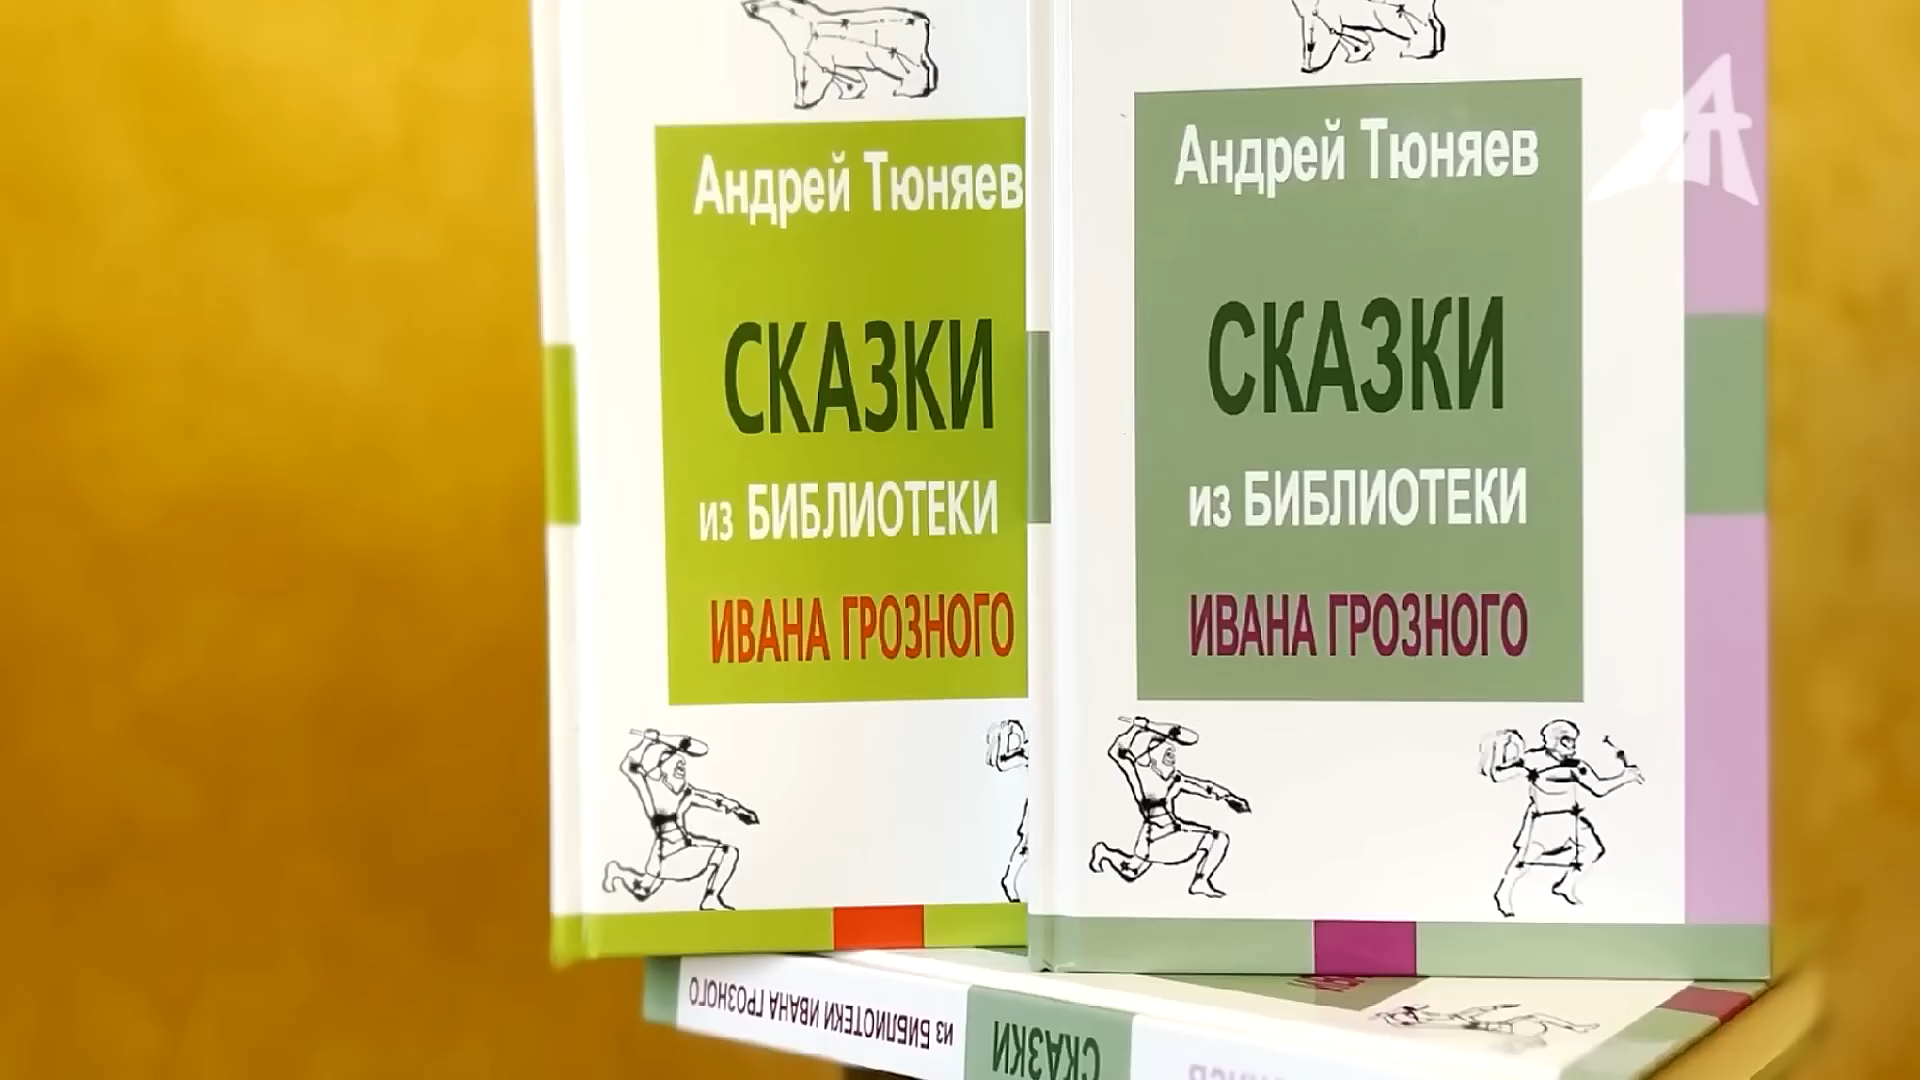 Андрей Тюняев
СКАЗКИ
из БИБЛИОТЕКИ
ИВАНА ГРОЗНОГО
Андрей Тюняев
СКАЗКИ
из БИБЛИОТЕКИ
ИВАНА ГРОЗНОГО
из БИБЛИОТЕКИ ИВАНА ГРОЗНОГО
СКАЗКИ